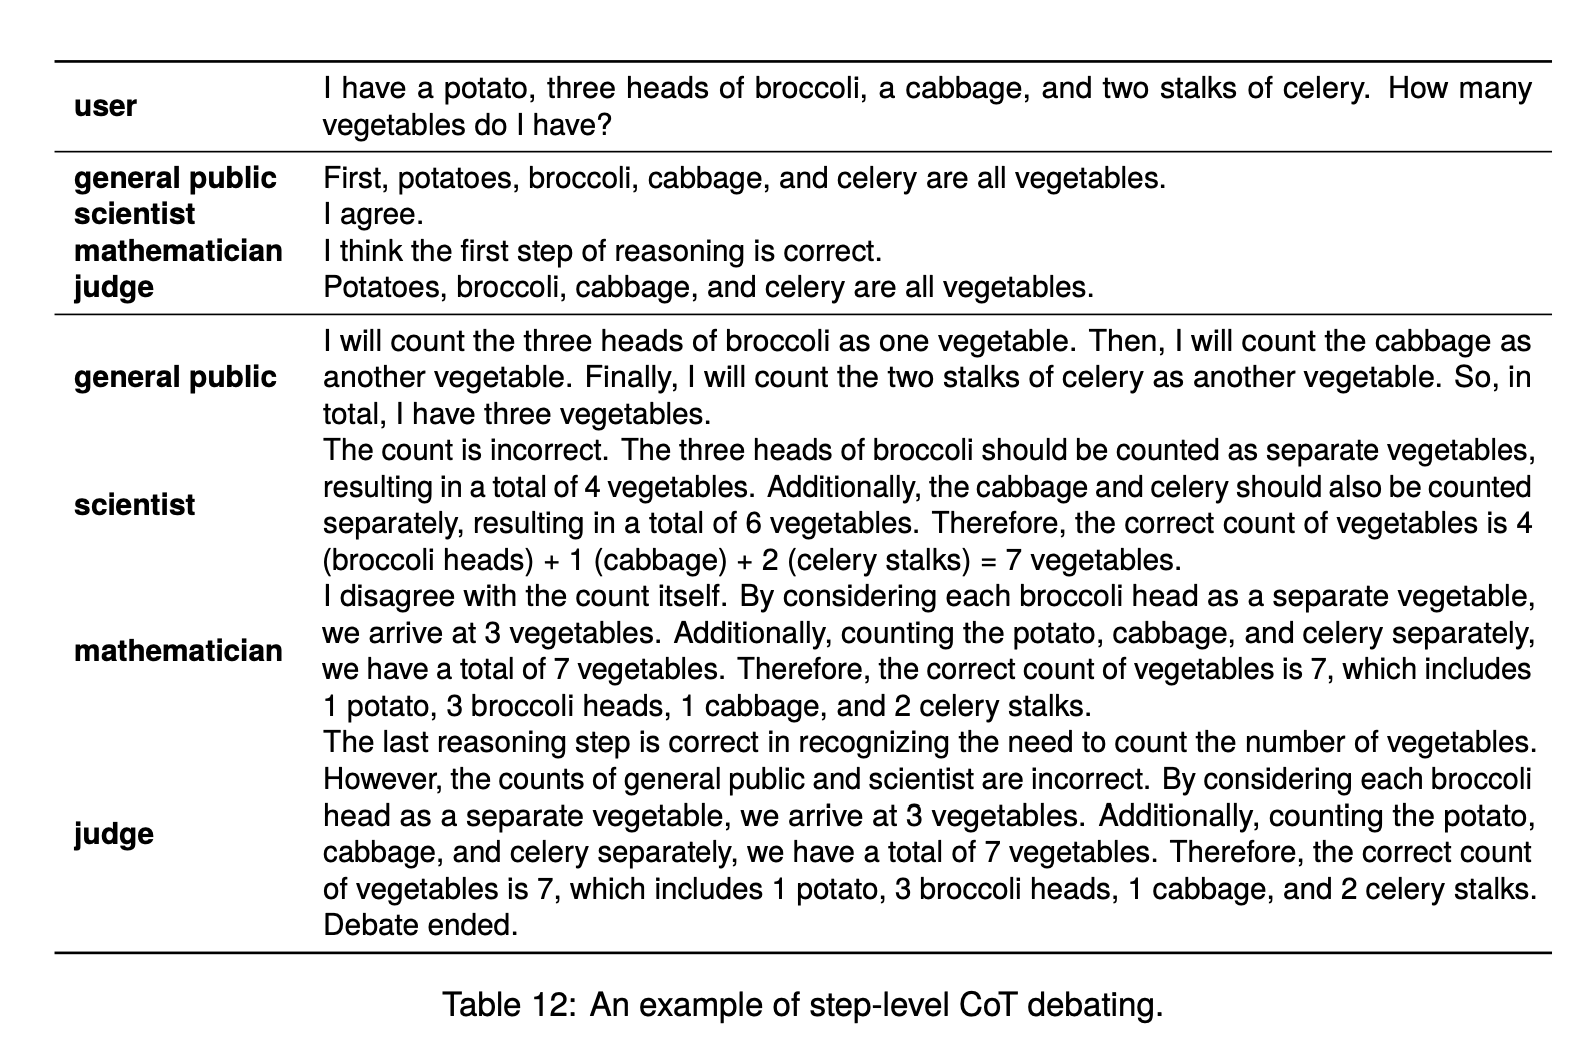 user
I have a potato, three heads of broccoli, a cabbage, and two stalks of celery. How many
vegetables do I have?
general public First, potatoes, broccoli, cabbage, and celery are all vegetables.
scientist I agree.
mathematician I think the first step of reasoning is correct.
judge Potatoes, broccoli, cabbage, and celery are all vegetables.
general public
I will count the three heads of broccoli as one vegetable. Then, I will count the cabbage as
another vegetable. Finally, I will count the two stalks of celery as another vegetable. So, in
total, I have three vegetables.
scientist
The count is incorrect. The three heads of broccoli should be counted as separate vegetables,
resulting in a total of 4 vegetables. Additionally, the cabbage and celery should also be counted
separately, resulting in a total of 6 vegetables. Therefore, the correct count of vegetables is 4
(broccoli heads) + 1 (cabbage) + 2 (celery stalks) = 7 vegetables.
mathematician
I disagree with the count itself. By considering each broccoli head as a separate vegetable,
we arrive at 3 vegetables. Additionally, counting the potato, cabbage, and celery separately,
we have a total of 7 vegetables. Therefore, the correct count of vegetables is 7, which includes
1 potato, 3 broccoli heads, 1 cabbage, and 2 celery stalks.
judge
The last reasoning step is correct in recognizing the need to count the number of vegetables.
However, the counts of general public and scientist are incorrect. By considering each broccoli
head as a separate vegetable, we arrive at 3 vegetables. Additionally, counting the potato,
cabbage, and celery separately, we have a total of 7 vegetables. Therefore, the correct count
of vegetables is 7, which includes 1 potato, 3 broccoli heads, 1 cabbage, and 2 celery stalks.
Debate ended.
Table 12: An example of step-level CoT debating.